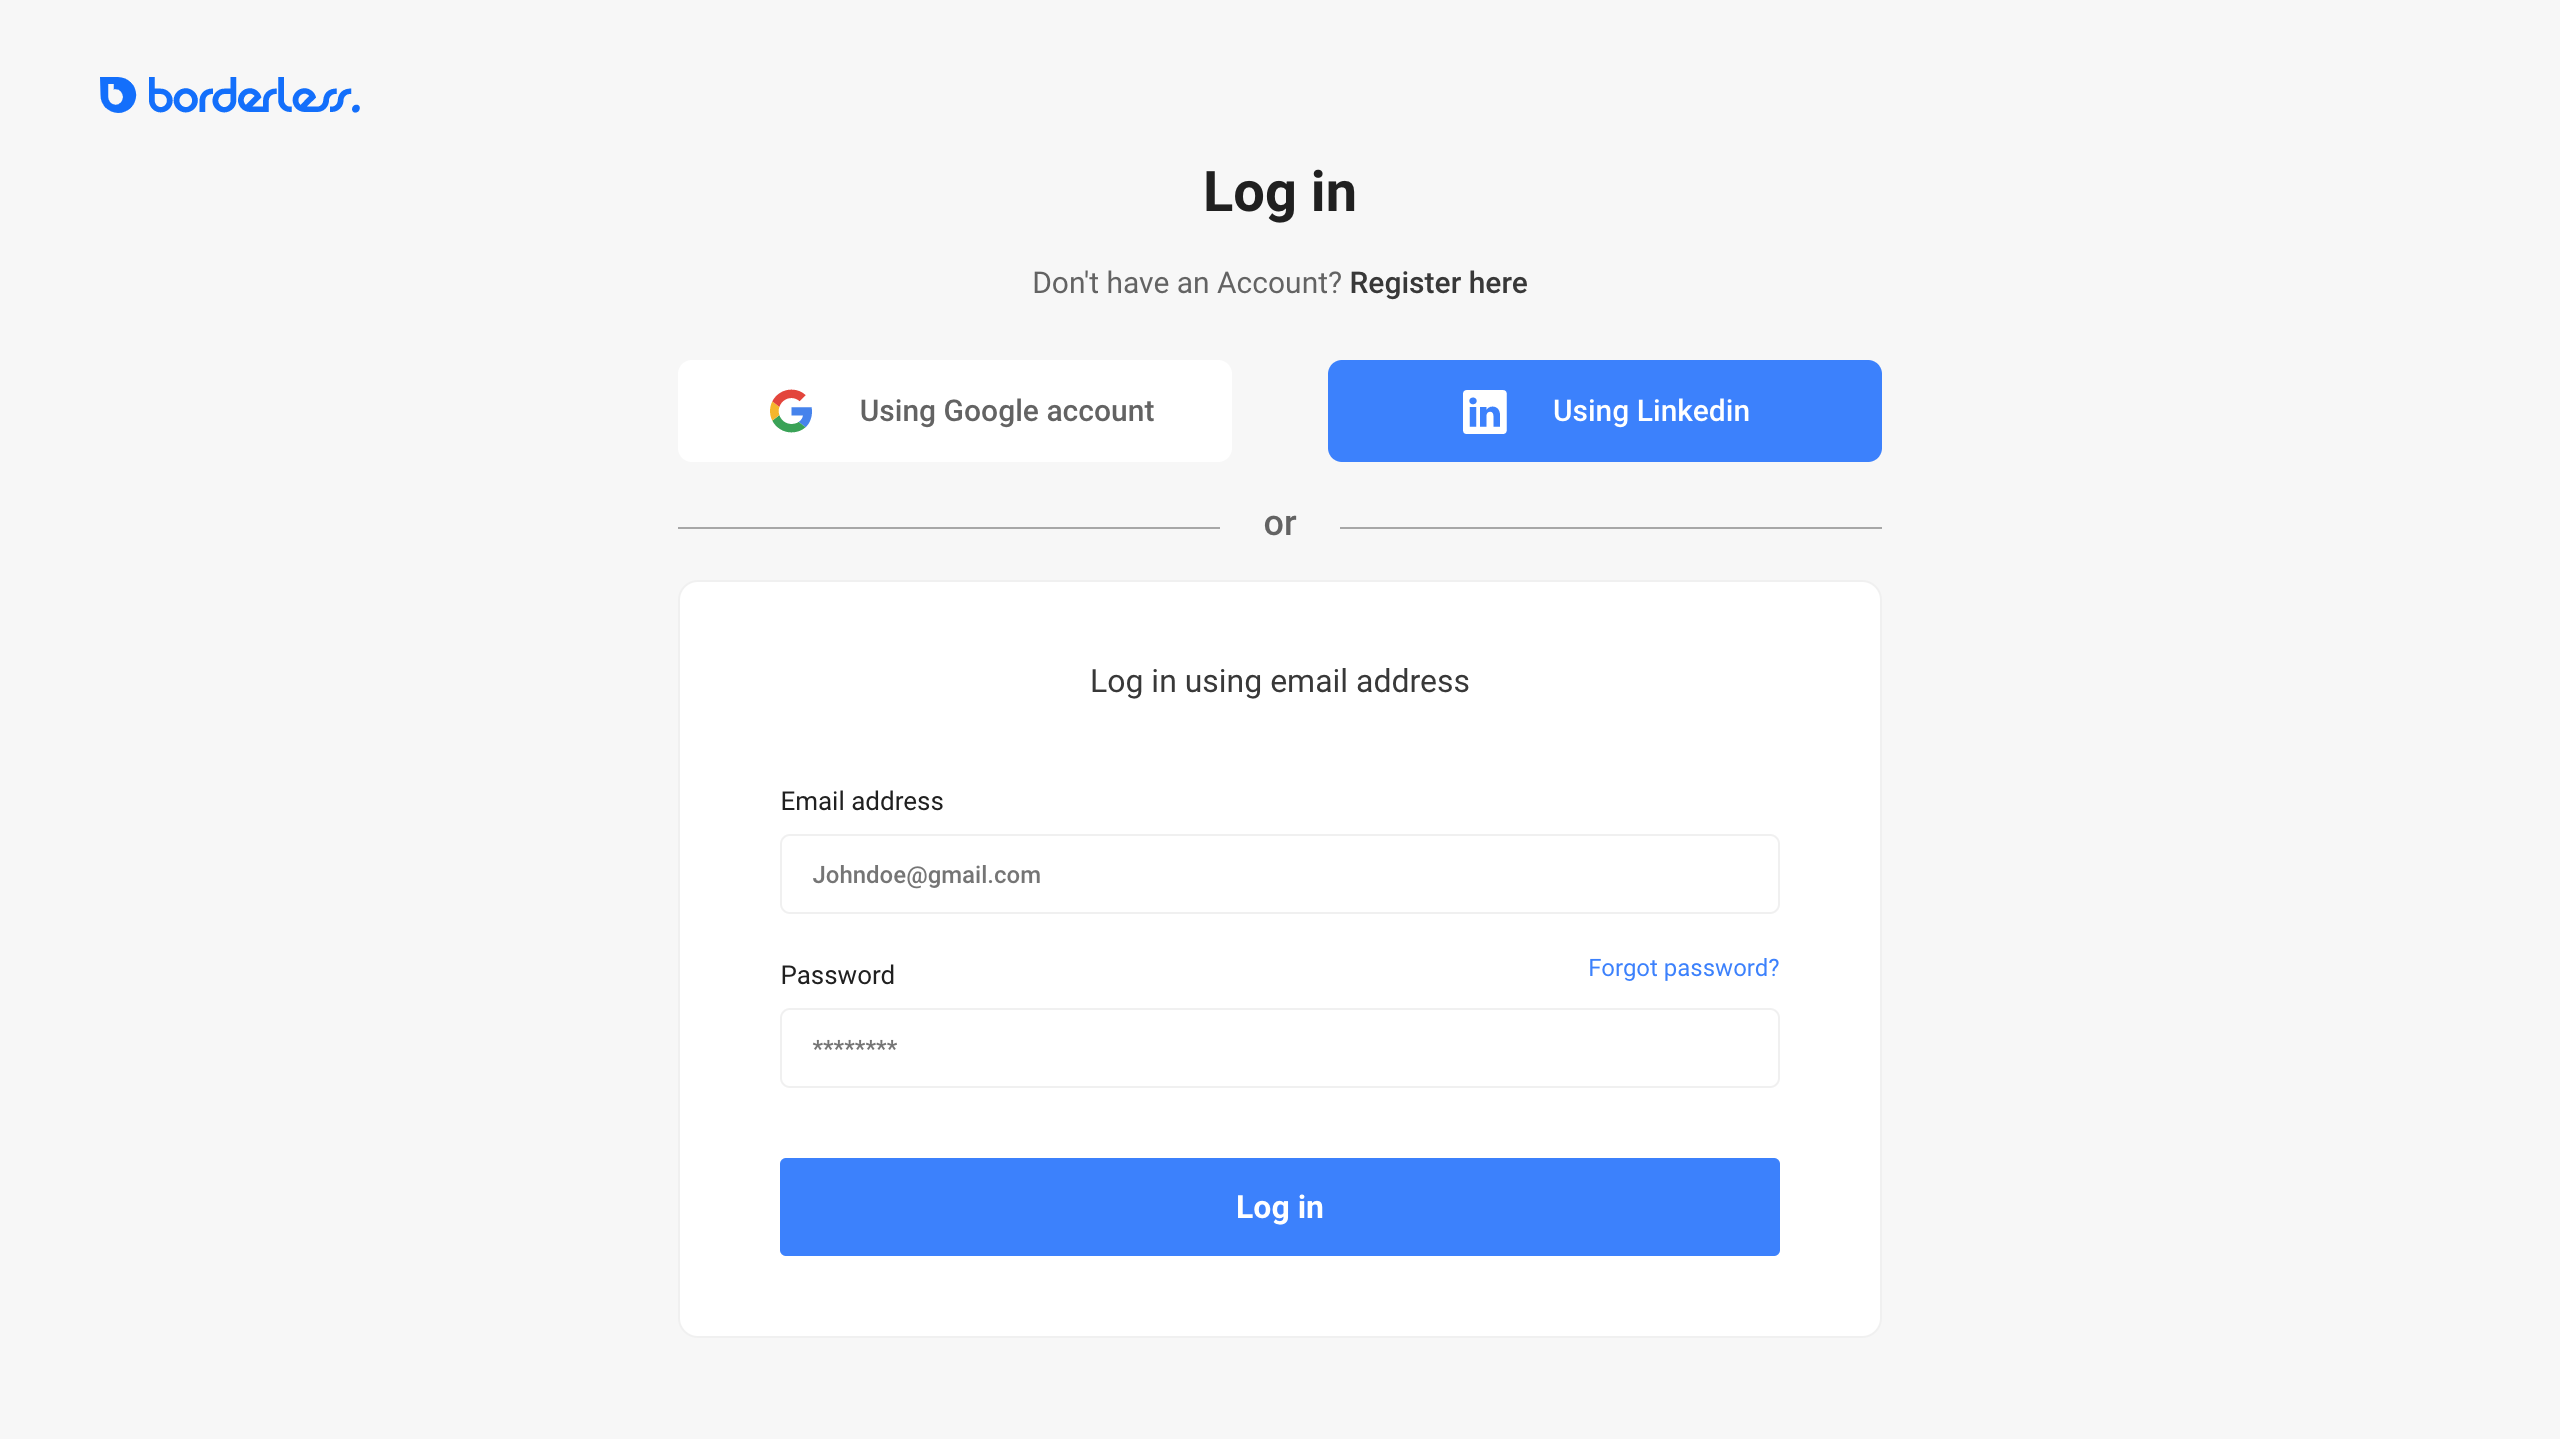 borderless.
Log in
Don't have an Account? Register here
Using Google account
Using Linkedin
or
Log in using email address
Email address
Johndoe@gmail.com
Password
Forgot password?
********
Log in